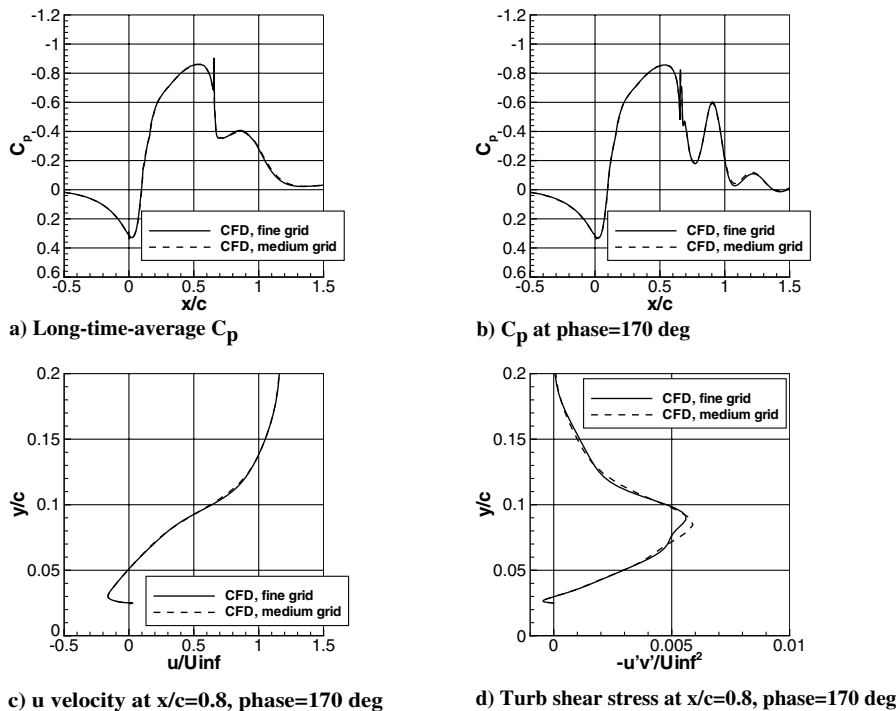 -1.2
-1
-0.8
-0.6
-0.4
-0.2
0
0.2
0.4
0.6
Cp
-0.5 0 0.5 1 1.5
x/c
CFD, fine grid
CFD, medium grid
a) Long-time-average Cp
-1.2
-1
-0.8
-0.6
-0.4
-0.2
0
0.2
0.4
0.6
Cp
-0.5 0 0.5 1 1.5
x/c
CFD, fine grid
CFD, medium grid
b) Cp at phase=170 deg
0.2
0.15
0.1
0.05
0
y/c
-0.5 0 0.5 1 1.5
u/Uinf
CFD, fine grid
CFD, medium grid
c) u velocity at x/c=0.8, phase=170 deg
0.2
0.15
0.1
0.05
0
y/c
0 0.005 0.01
-u'v'/Uinf²
CFD, fine grid
CFD, medium grid
d) Turb shear stress at x/c=0.8, phase=170 deg